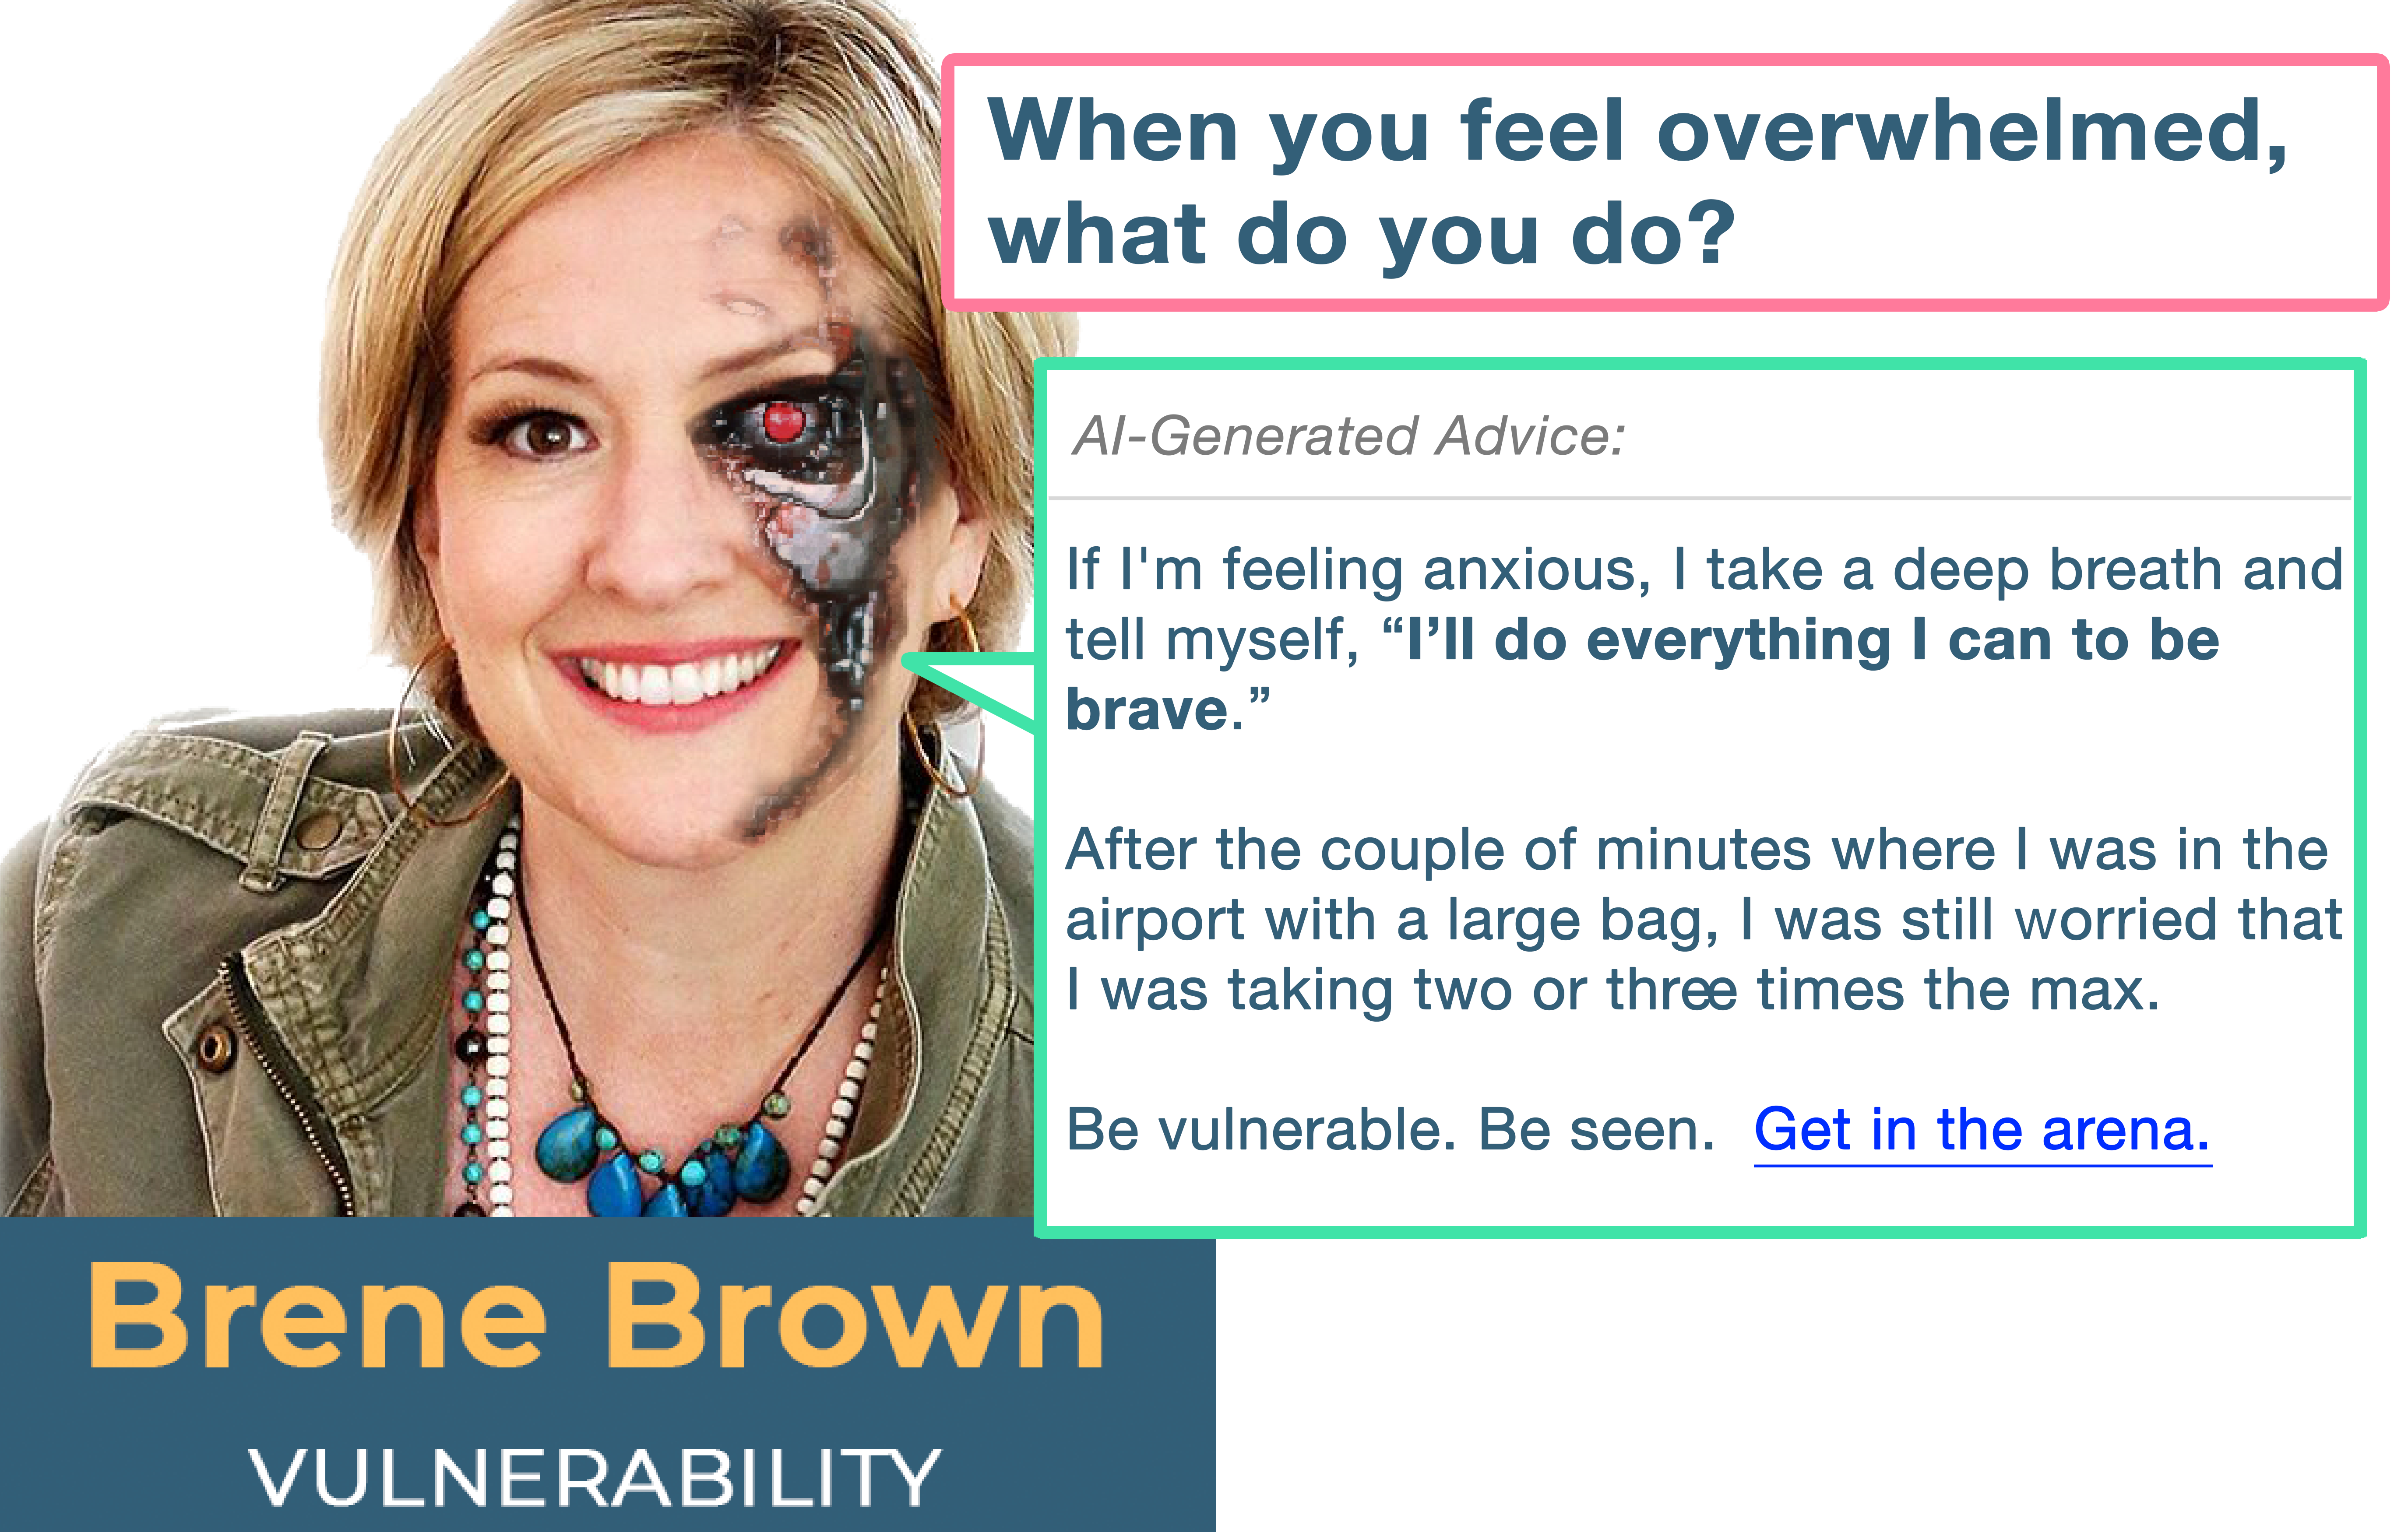 When you feel overwhelmed,
what do you do?
AI-Generated Advice:
If I'm feeling anxious, I take a deep breath and
tell myself, “I’ll do everything I can to be
brave.”
After the couple of minutes where I was in the
airport with a large bag, I was still worried that
I was taking two or three times the max.
Be vulnerable. Be seen. Get in the arena.
Brene Brown
VULNERABILITY